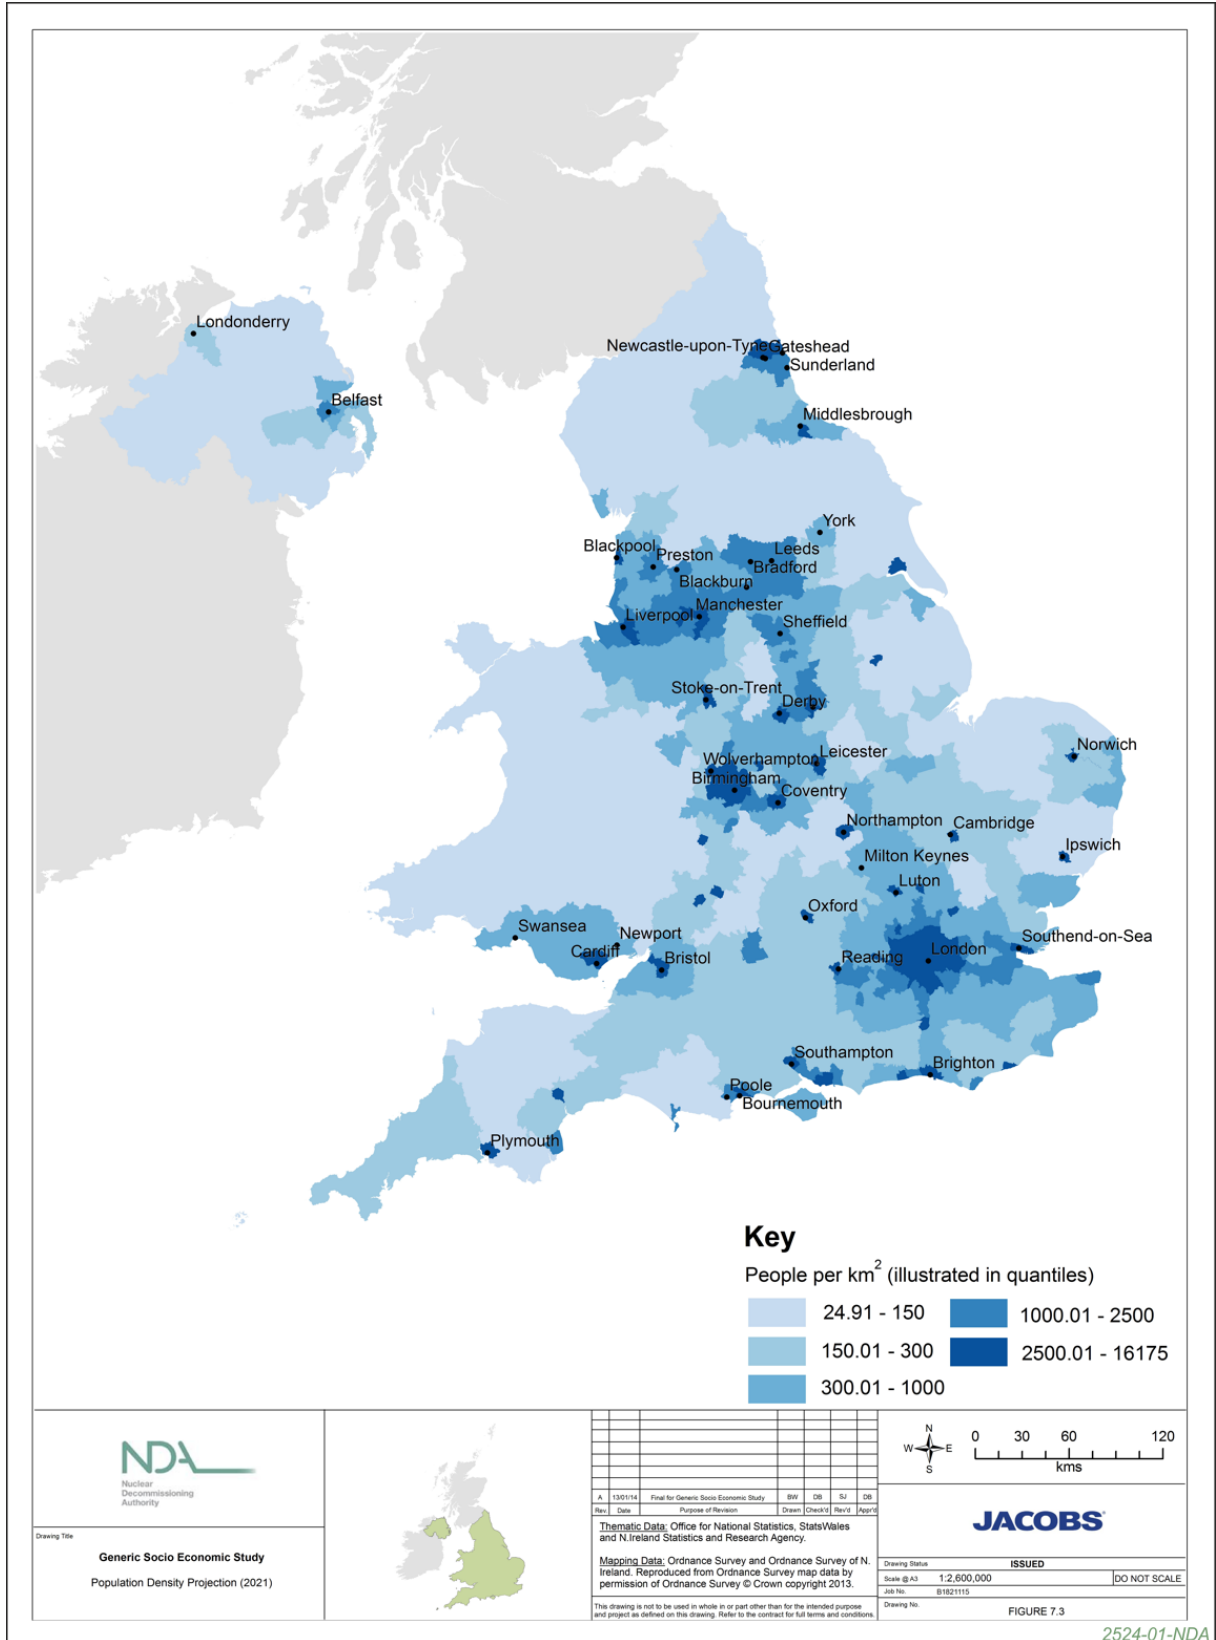 Londonderry
Belfast
Newcastle-upon-Tyne
Gateshead
Sunderland
Middlesbrough
York
Blackpool
Preston
Leeds
Bradford
Blackburn
Manchester
Liverpool
Sheffield
Stoke-on-Trent
Derby
Norwich
Wolverhampton
Leicester
Birmingham
Coventry
Northampton
Cambridge
Ipswich
Milton Keynes
Luton
Oxford
Swansea
Newport
Cardiff
Bristol
Reading
London
Southend-on-Sea
Southampton
Brighton
Poole
Bournemouth
Plymouth
Key
People per km2 (illustrated in quantiles)
24.91 - 150
150.01 - 300
300.01 - 1000
1000.01 - 2500
2500.01 - 16175
NDA
Nuclear
Decommissioning
Authority
Drawing Title
Generic Socio Economic Study
Population Density Projection (2021)
A 13/01/14 Final for Generic Socio Economic Study BW DB SJ DB
Rev. Date Purpose of Revision Drawn Check'd Rev'd Appr'd
Thematic Data: Office for National Statistics, StatsWales
and N.Ireland Statistics and Research Agency.
Mapping Data: Ordnance Survey and Ordnance Survey of N.
Ireland. Reproduced from Ordnance Survey map data by
permission of Ordnance Survey © Crown copyright 2013.
This drawing is not to be used in whole in or part other than for the intended purpose
and project as defined on this drawing. Refer to the contract for full terms and conditions.
N
W E
S
0 30 60 120
kms
JACOBS
Drawing Status ISSUED
Scale @ A3 1:2,600,000 DO NOT SCALE
Job No. B1821115
Drawing No. FIGURE 7.3
2524-01-NDA